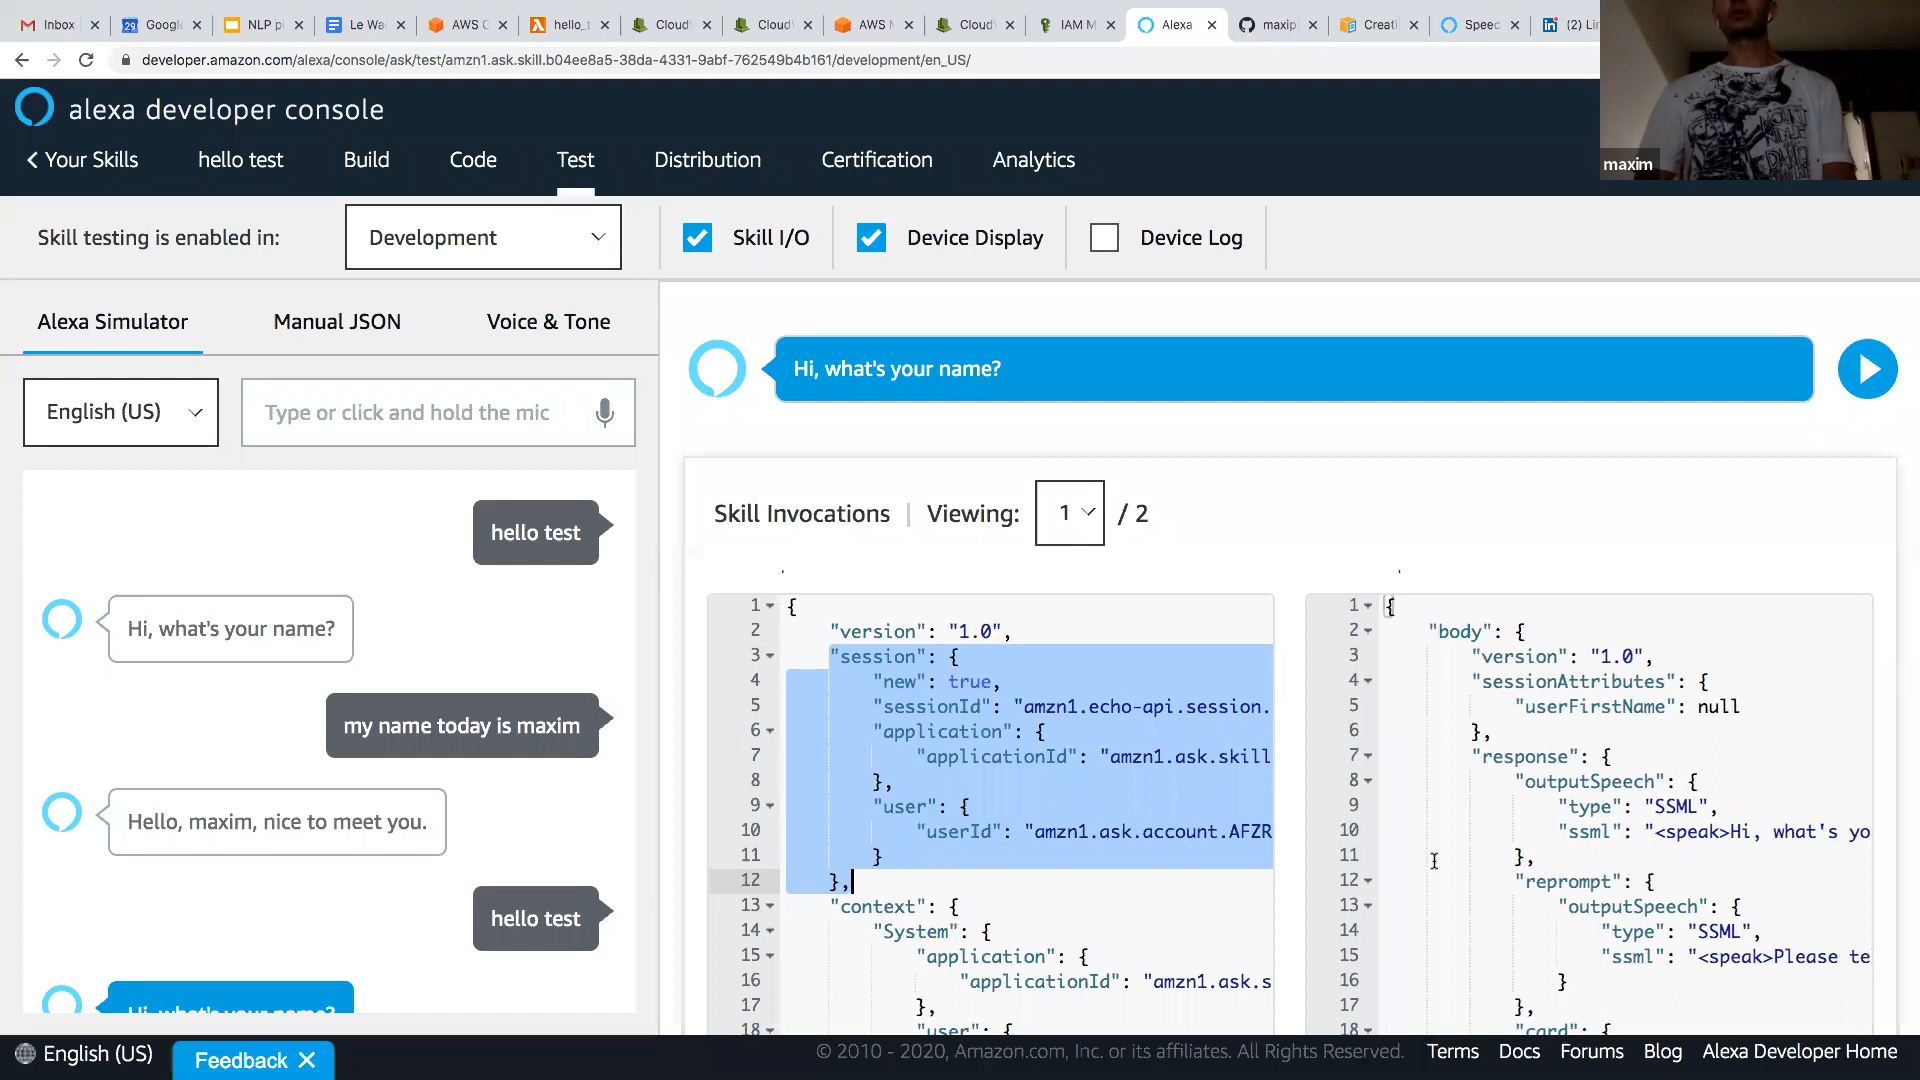 Inbox
Google
29
NLP pi
Le Wa
AWS C
hello_t
Cloud
Cloud
AWS
Cloud
IAM M
Alexa
maxip
Creati
Speec
(2) Li
developer.amazon.com/alexa/console/ask/test/amzn1.ask.skill.b04ee8a5-38da-4331-9abf-762549b4b161/development/en_US/
alexa developer console
Your Skills
hello test
Build
Code
Test
Distribution
Certification
Analytics
maxim
Skill testing is enabled in:
Development
Skill I/O
Device Display
Device Log
Alexa Simulator
Manual JSON
Voice & Tone
English (US)
Type or click and hold the mic
hello test
Hi, what's your name?
my name today is maxim
Hello, maxim, nice to meet you.
hello test
Hi, what's your name?
Hi, what's your name?
Skill Invocations | Viewing: 1 / 2
1 {
2 "version": "1.0",
3 "session": {
4 "new": true,
5 "sessionId": "amzn1.echo-api.session.
6 "application": {
7 "applicationId": "amzn1.ask.skill
8 },
9 "user": {
10 "userId": "amzn1.ask.account.AFZR
11 }
12 },
13 "context": {
14 "System": {
15 "application": {
16 "applicationId": "amzn1.ask.s
17 },
18 "user": {
1 {
2 "body": {
3 "version": "1.0",
4 "sessionAttributes": {
5 "userFirstName": null
6 },
7 "response": {
8 "outputSpeech": {
9 "type": "SSML",
10 "ssml": "<speak>Hi, what's yo
11 },
12 "reprompt": {
13 "outputSpeech": {
14 "type": "SSML",
15 "ssml": "<speak>Please te
16 }
17 },
18 "card": {
English (US)
Feedback
© 2010 - 2020, Amazon.com, Inc. or its affiliates. All Rights Reserved.
Terms
Docs
Forums
Blog
Alexa Developer Home